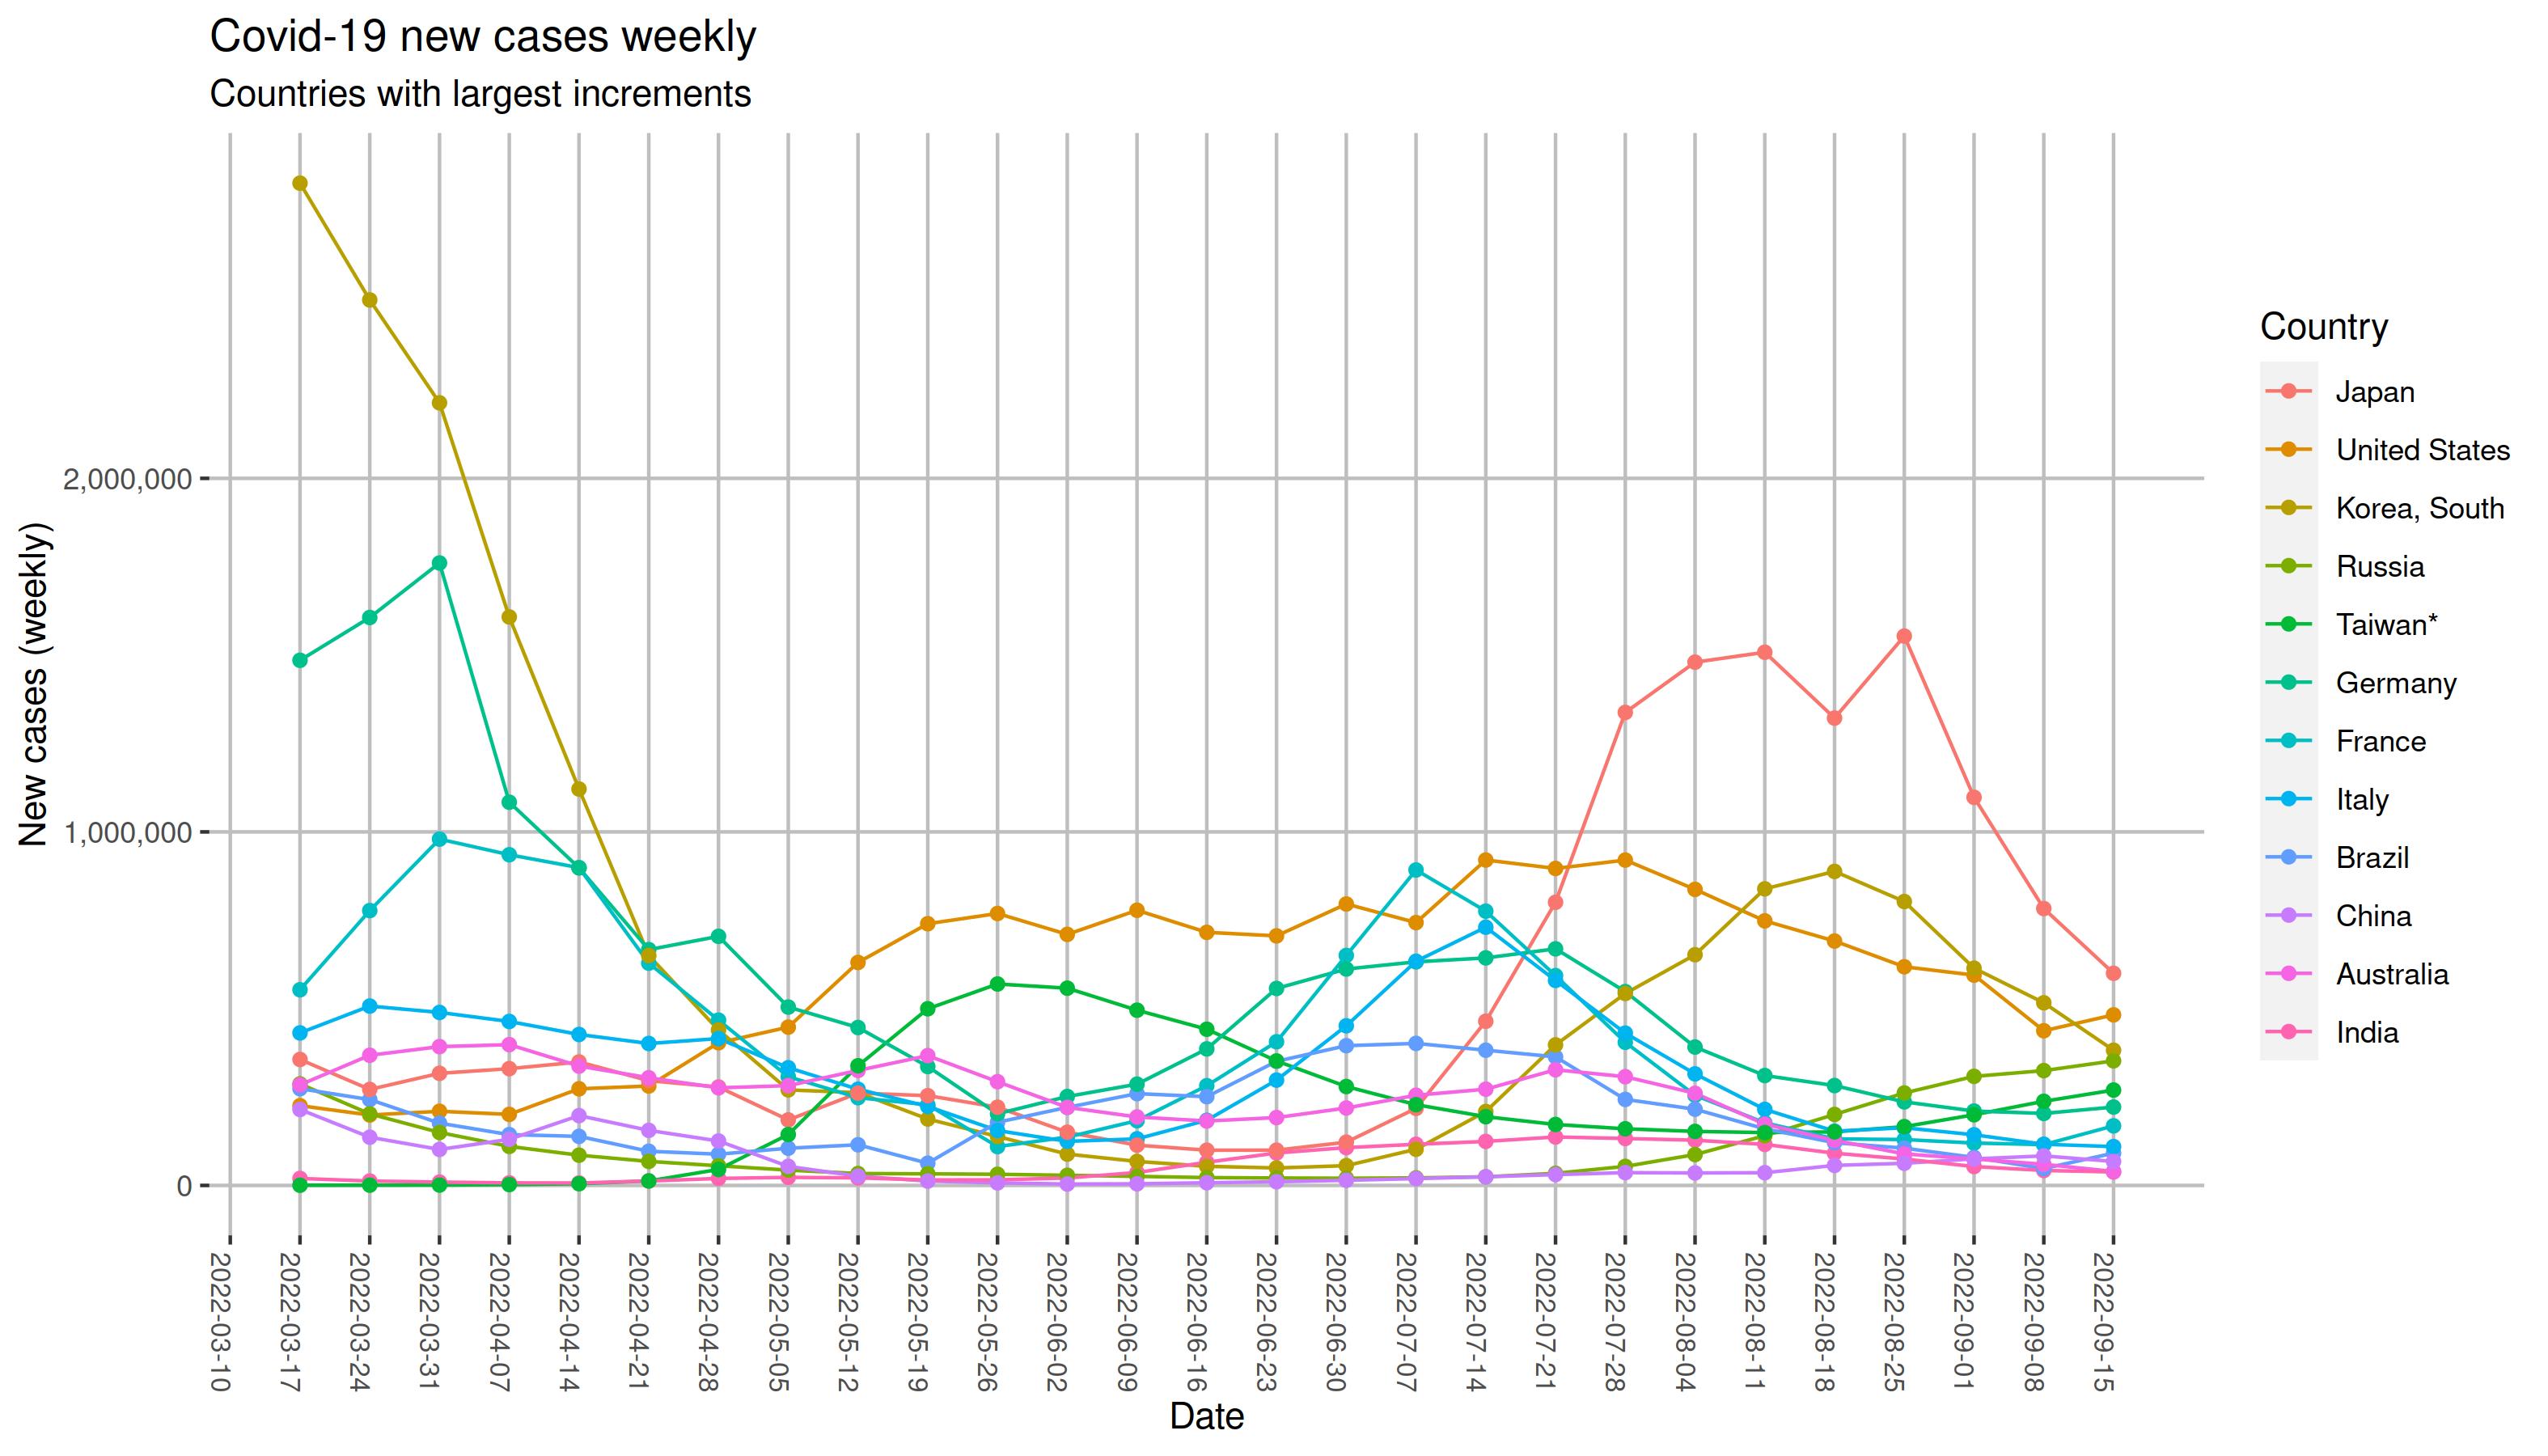 Covid-19 new cases weekly
Countries with largest increments
New cases (weekly)
2,000,000
1,000,000
0
2022-03-10
2022-03-17
2022-03-24
2022-03-31
2022-04-07
2022-04-14
2022-04-21
2022-04-28
2022-05-05
2022-05-12
2022-05-19
2022-05-26
2022-06-02
2022-06-09
2022-06-16
2022-06-23
2022-06-30
2022-07-07
2022-07-14
2022-07-21
2022-07-28
2022-08-04
2022-08-11
2022-08-18
2022-08-25
2022-09-01
2022-09-08
2022-09-15
Date
Country
Japan
United States
Korea, South
Russia
Taiwan*
Germany
France
Italy
Brazil
China
Australia
India